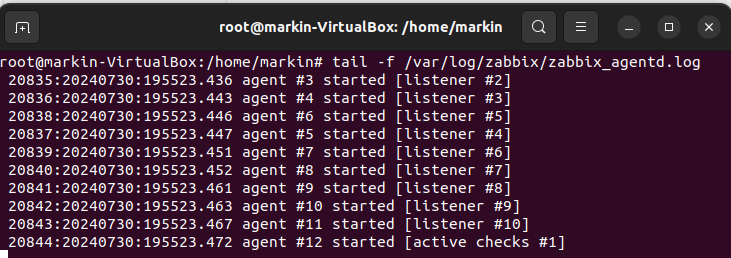 root@markin-VirtualBox: /home/markin
root@markin-VirtualBox:/home/markin# tail -f /var/log/zabbix/zabbix_agentd.log
20835:20240730:195523.436 agent #3 started [listener #2]
20836:20240730:195523.443 agent #4 started [listener #3]
20838:20240730:195523.446 agent #6 started [listener #5]
20837:20240730:195523.447 agent #5 started [listener #4]
20839:20240730:195523.451 agent #7 started [listener #6]
20840:20240730:195523.452 agent #8 started [listener #7]
20841:20240730:195523.461 agent #9 started [listener #8]
20842:20240730:195523.463 agent #10 started [listener #9]
20843:20240730:195523.467 agent #11 started [listener #10]
20844:20240730:195523.472 agent #12 started [active checks #1]